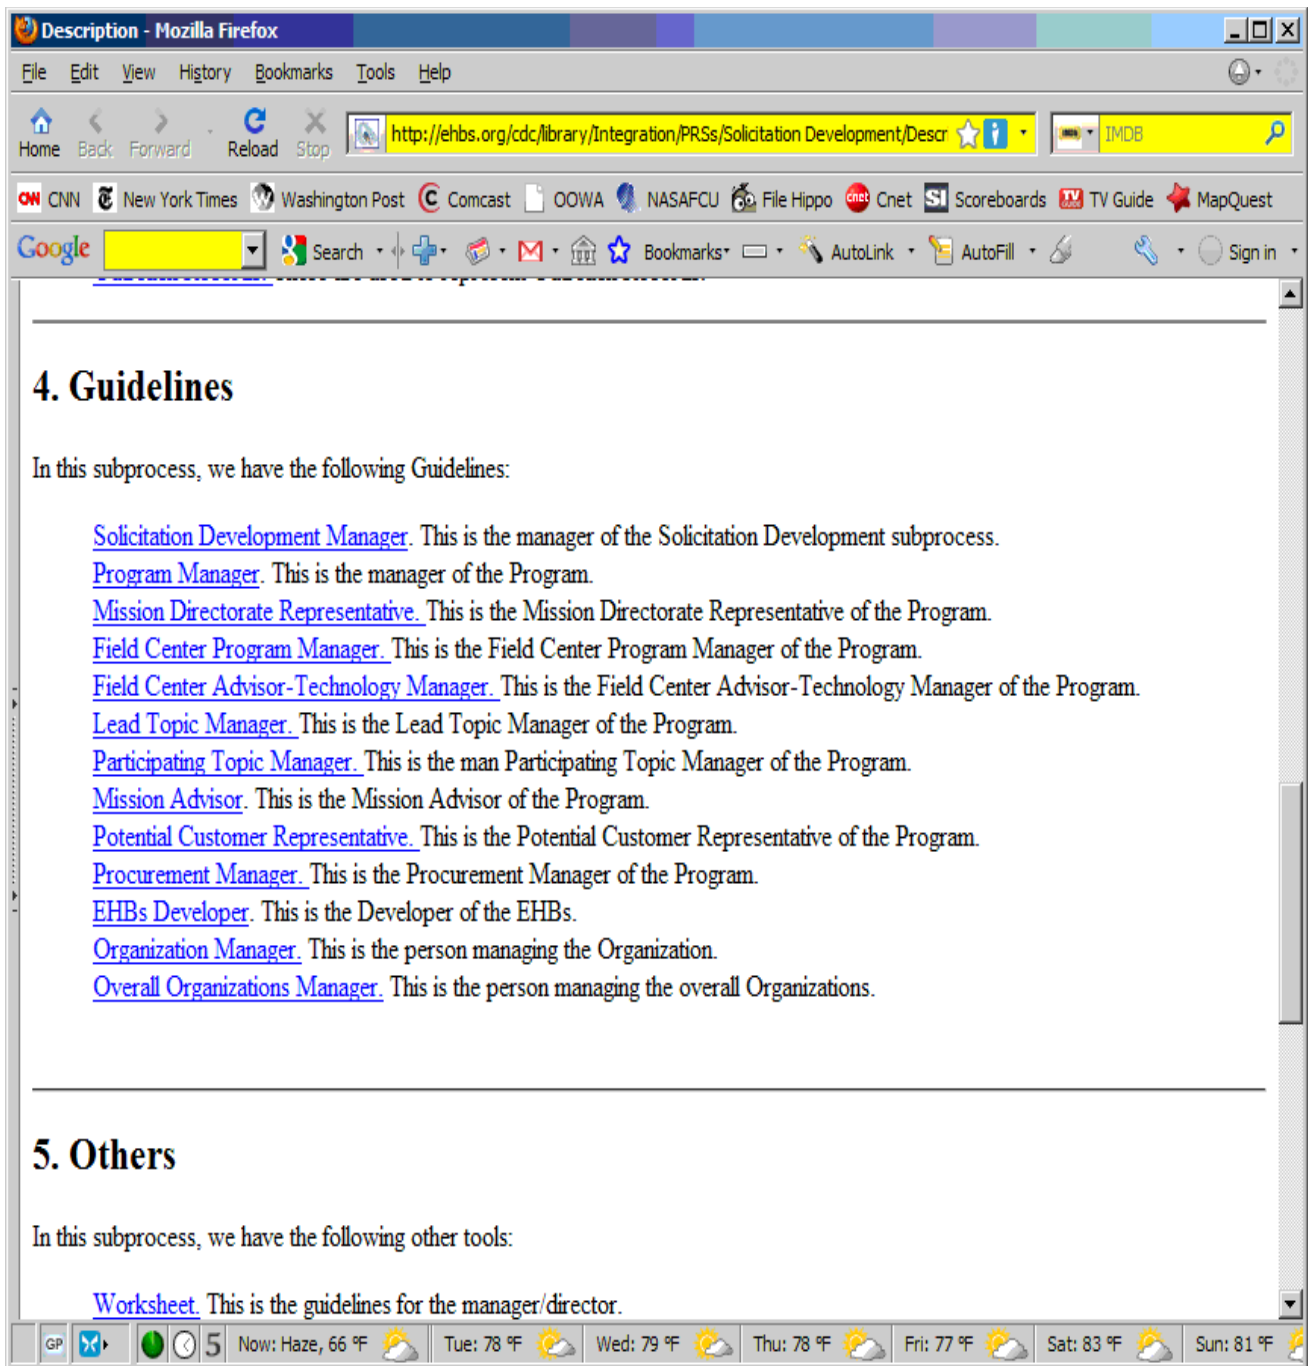 Description - Mozilla Firefox
File Edit View History Bookmarks Tools Help
Home Back Forward Reload Stop http://ehbs.org/cdc/library/Integration/PRSs/Solicitation Development/Descri IMDB
CNN New York Times Washington Post Comcast OOWA NASAFCU File Hippo Cnet Scoreboards TV Guide MapQuest
Google Search Bookmarks AutoLink AutoFill Sign in
4. Guidelines
In this subprocess, we have the following Guidelines:
Solicitation Development Manager. This is the manager of the Solicitation Development subprocess.
Program Manager. This is the manager of the Program.
Mission Directorate Representative. This is the Mission Directorate Representative of the Program.
Field Center Program Manager. This is the Field Center Program Manager of the Program.
Field Center Advisor-Technology Manager. This is the Field Center Advisor-Technology Manager of the Program.
Lead Topic Manager. This is the Lead Topic Manager of the Program.
Participating Topic Manager. This is the man Participating Topic Manager of the Program.
Mission Advisor. This is the Mission Advisor of the Program.
Potential Customer Representative. This is the Potential Customer Representative of the Program.
Procurement Manager. This is the Procurement Manager of the Program.
EHBs Developer. This is the Developer of the EHBs.
Organization Manager. This is the person managing the Organization.
Overall Organizations Manager. This is the person managing the overall Organizations.
5. Others
In this subprocess, we have the following other tools:
Worksheet. This is the guidelines for the manager/director.
GP 5 Now: Haze, 66 °F Tue: 78 °F Wed: 79 °F Thu: 78 °F Fri: 77 °F Sat: 83 °F Sun: 81 °F